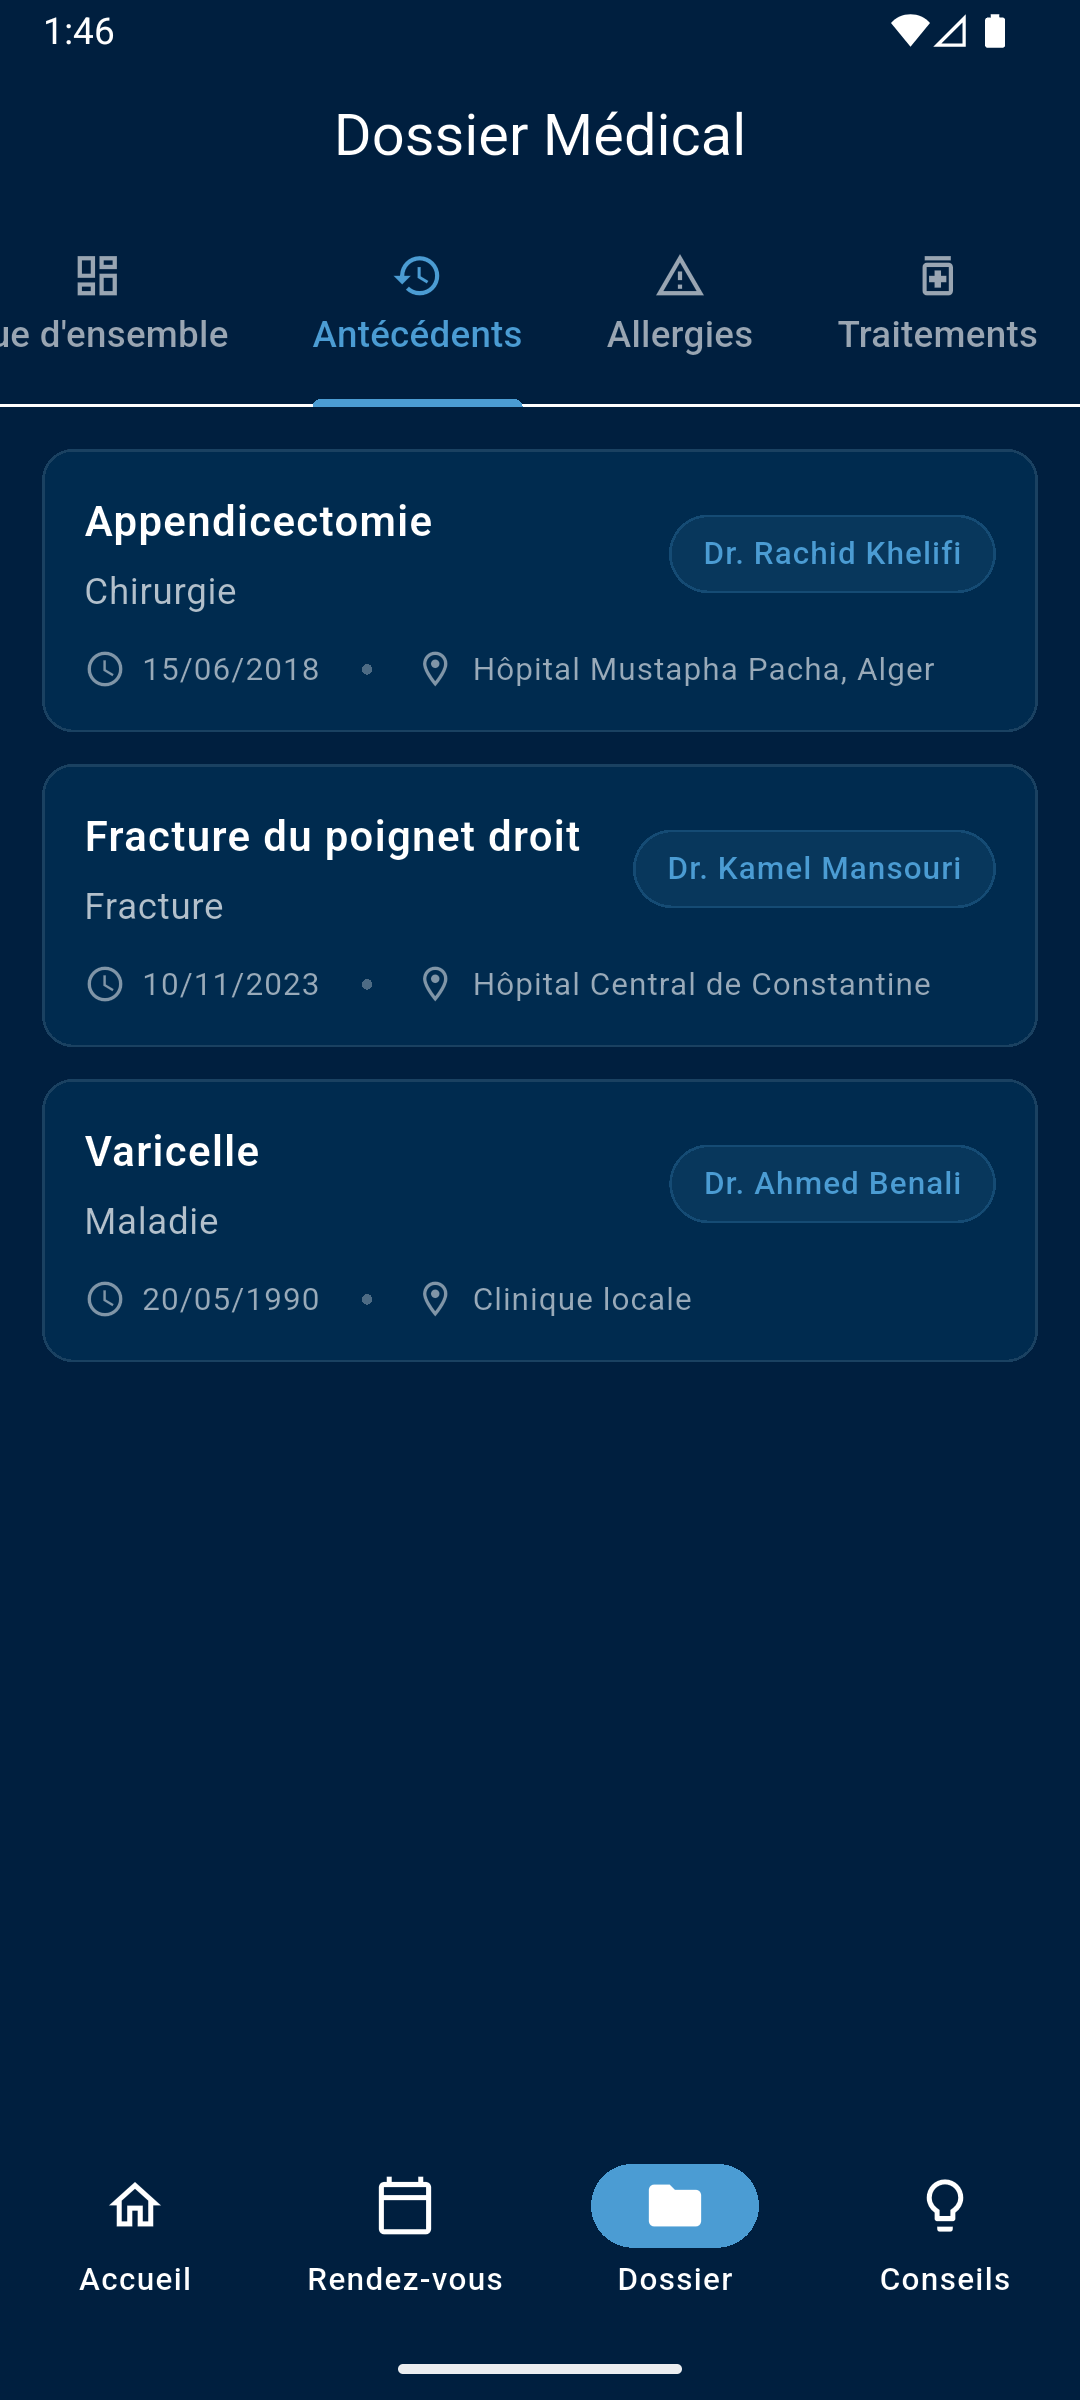 1:46
Dossier Médical
ue d'ensemble
Antécédents
Allergies
Traitements
Appendicectomie
Dr. Rachid Khelifi
Chirurgie
15/06/2018 • Hôpital Mustapha Pacha, Alger
Fracture du poignet droit
Dr. Kamel Mansouri
Fracture
10/11/2023 • Hôpital Central de Constantine
Varicelle
Dr. Ahmed Benali
Maladie
20/05/1990 • Clinique locale
Accueil
Rendez-vous
Dossier
Conseils